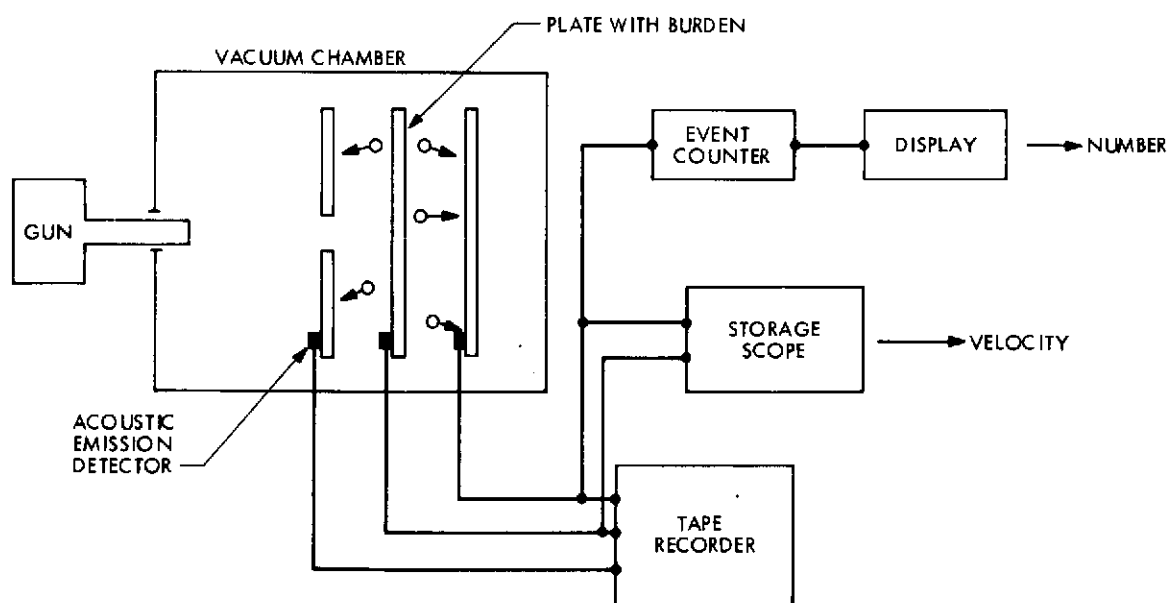 PLATE WITH BURDEN
VACUUM CHAMBER
EVENT
COUNTER
DISPLAY
NUMBER
GUN
STORAGE
SCOPE
VELOCITY
ACOUSTIC
EMISSION
DETECTOR
TAPE
RECORDER